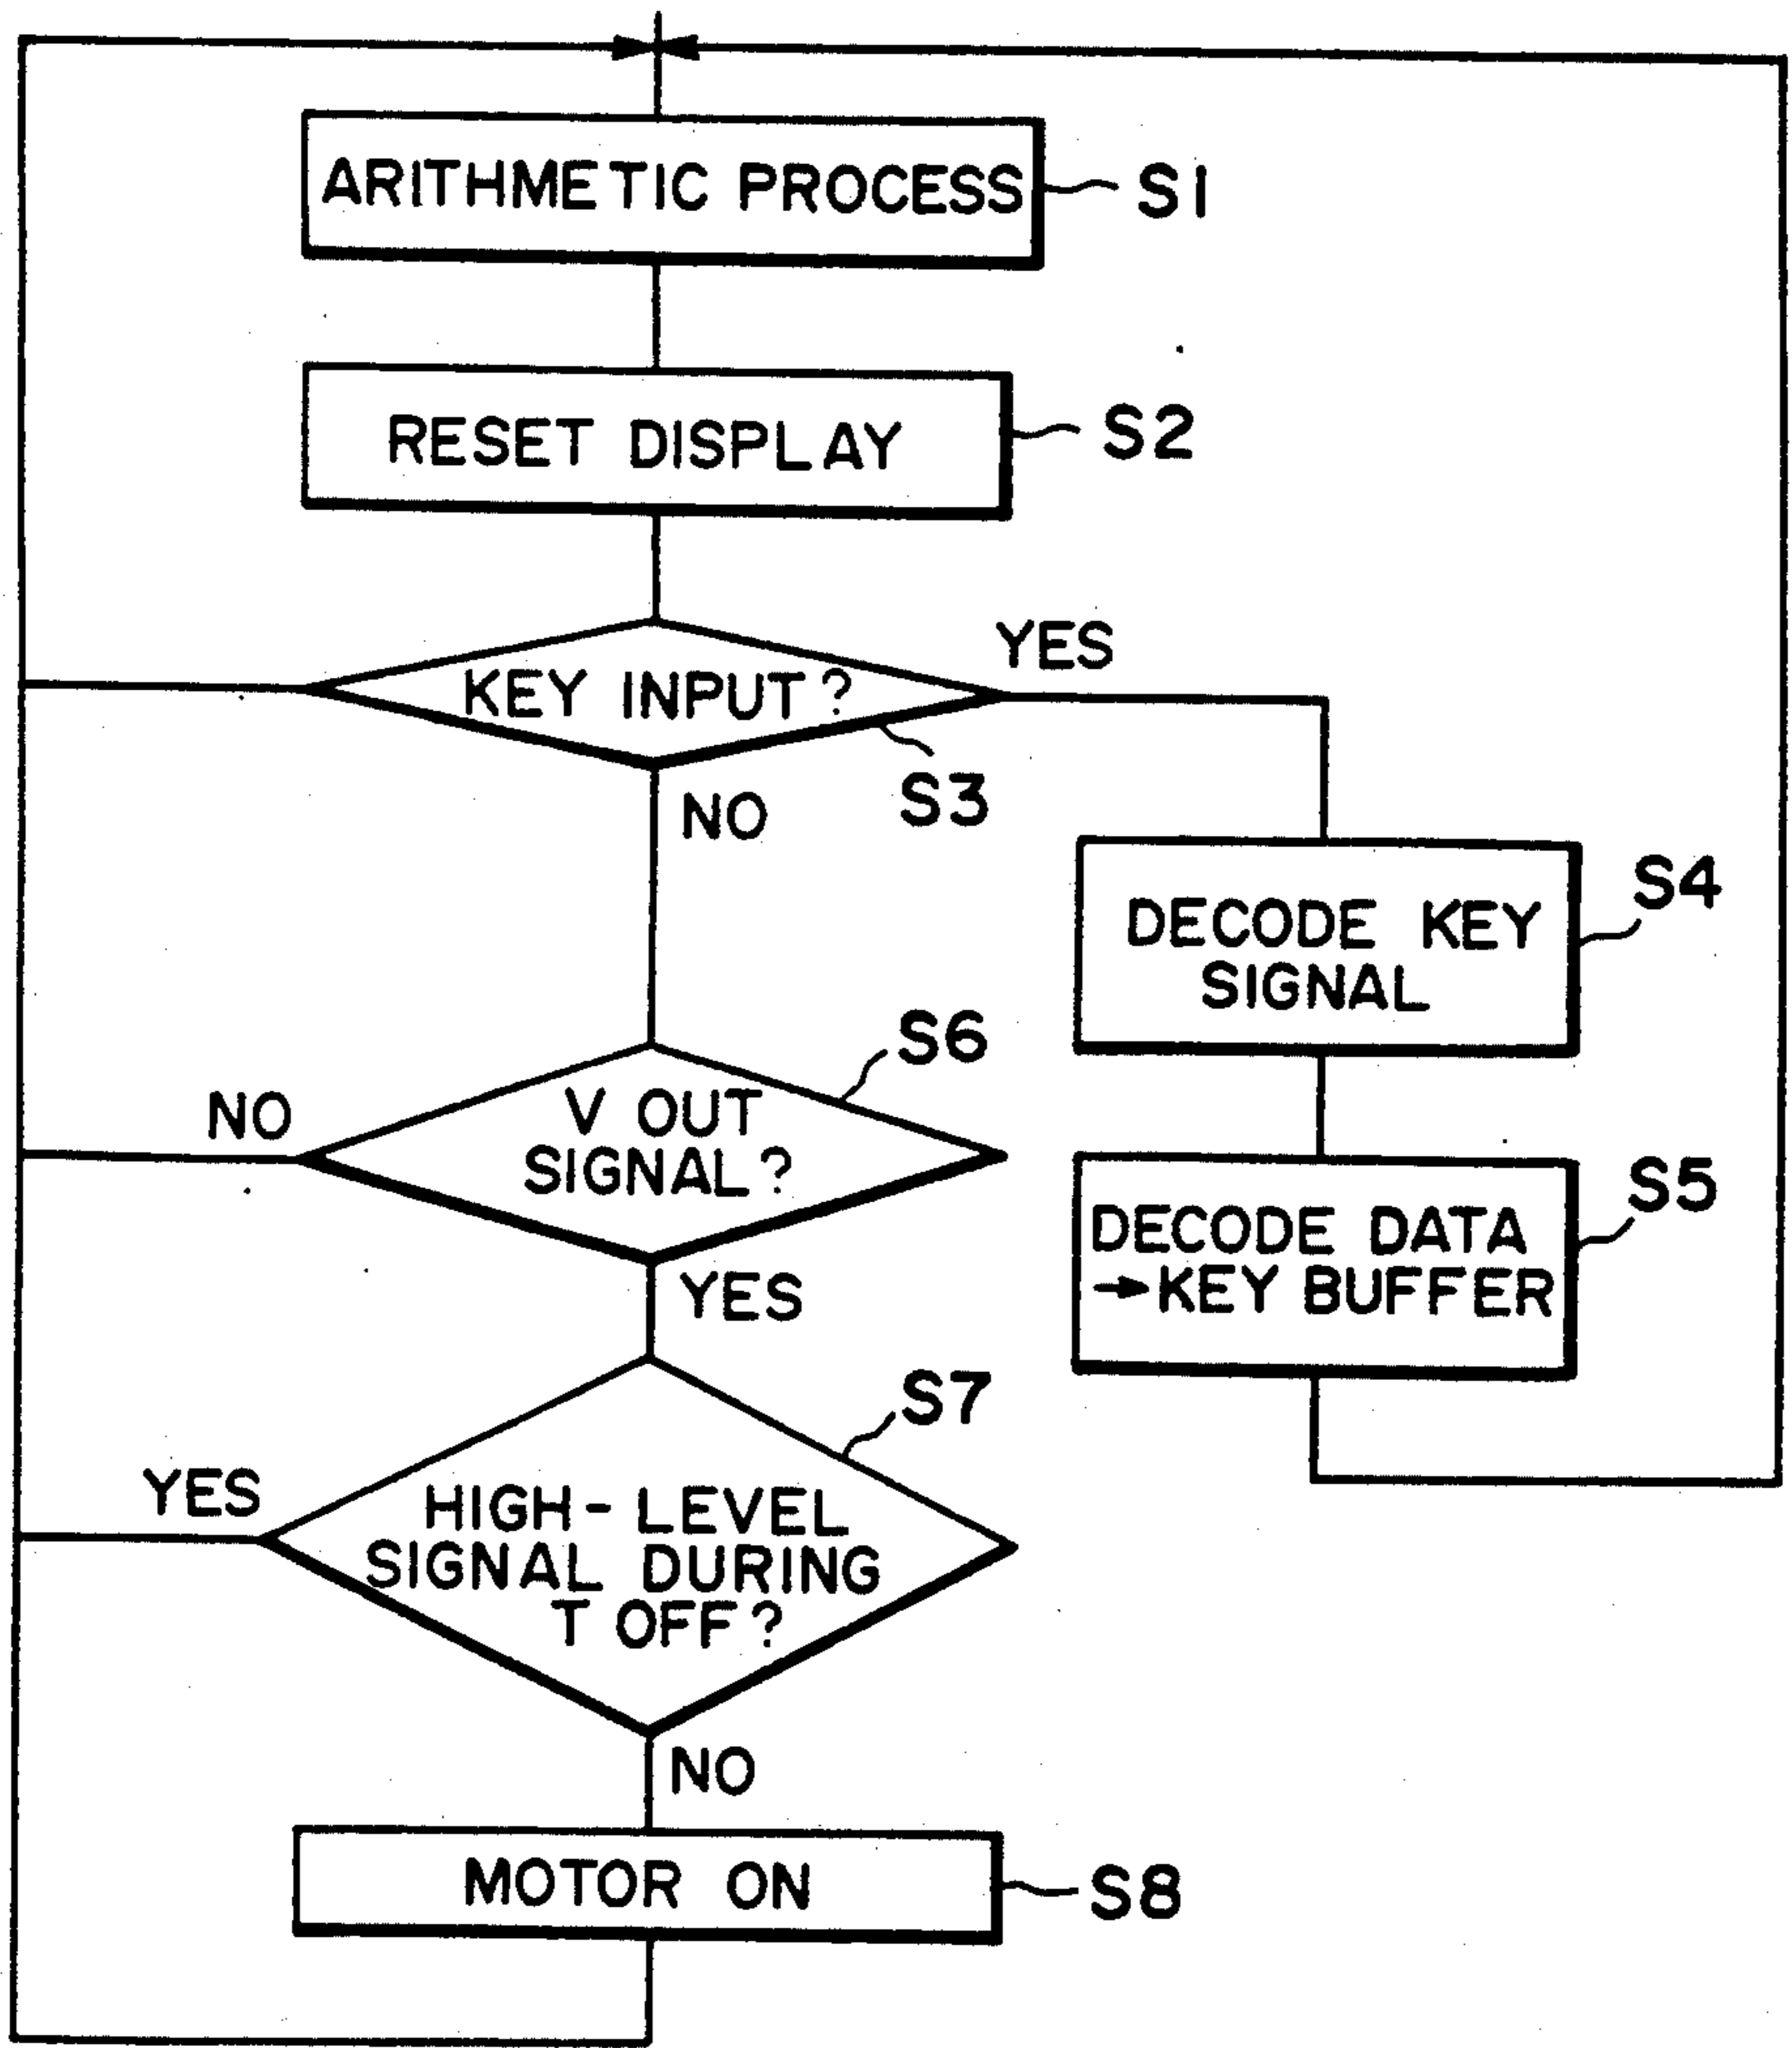 ARITHMETIC PROCESS
S1
RESET DISPLAY
S2
KEY INPUT?
YES
S3
NO
DECODE KEY
SIGNAL
S4
DECODE DATA
→KEY BUFFER
S5
V OUT
SIGNAL?
S6
NO
YES
HIGH-LEVEL
SIGNAL DURING
T OFF?
S7
YES
NO
MOTOR ON
S8